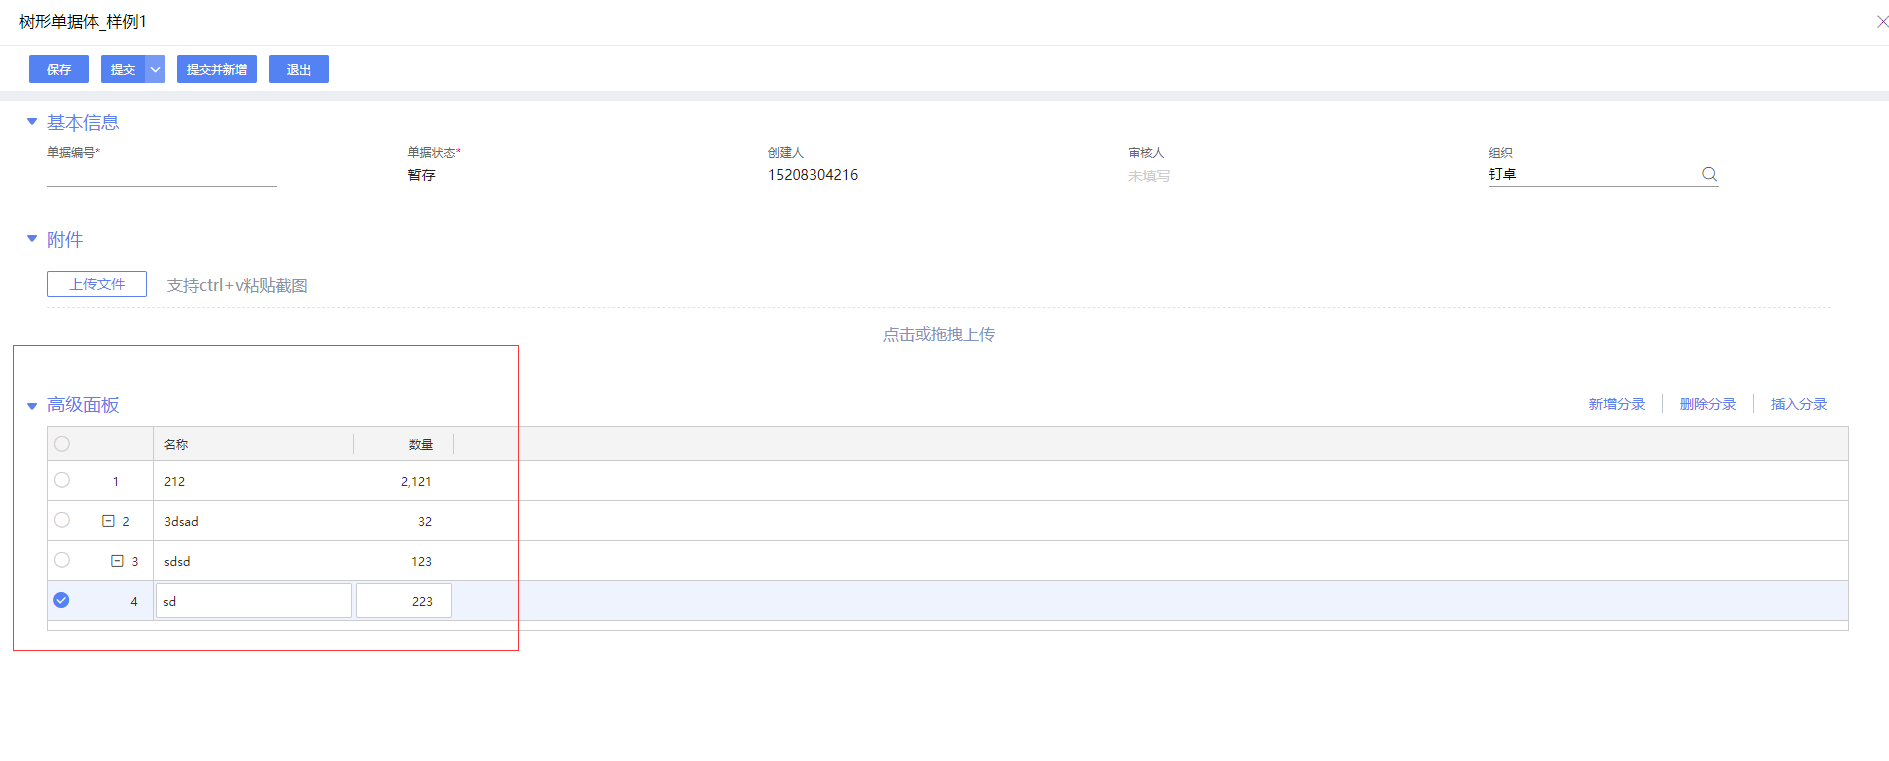 树形单据体_样例1
保存 提交 提交并新增 退出
基本信息
单据编号* 单据状态* 创建人 审核人 组织
暂存 15208304216 未填写 钉卓
附件
上传文件 支持ctrl+v粘贴截图
点击或拖拽上传
高级面板 新增分录 删除分录 插入分录
名称 数量
1 212 2,121
2 3dsad 32
3 sdsd 123
4 sd 223